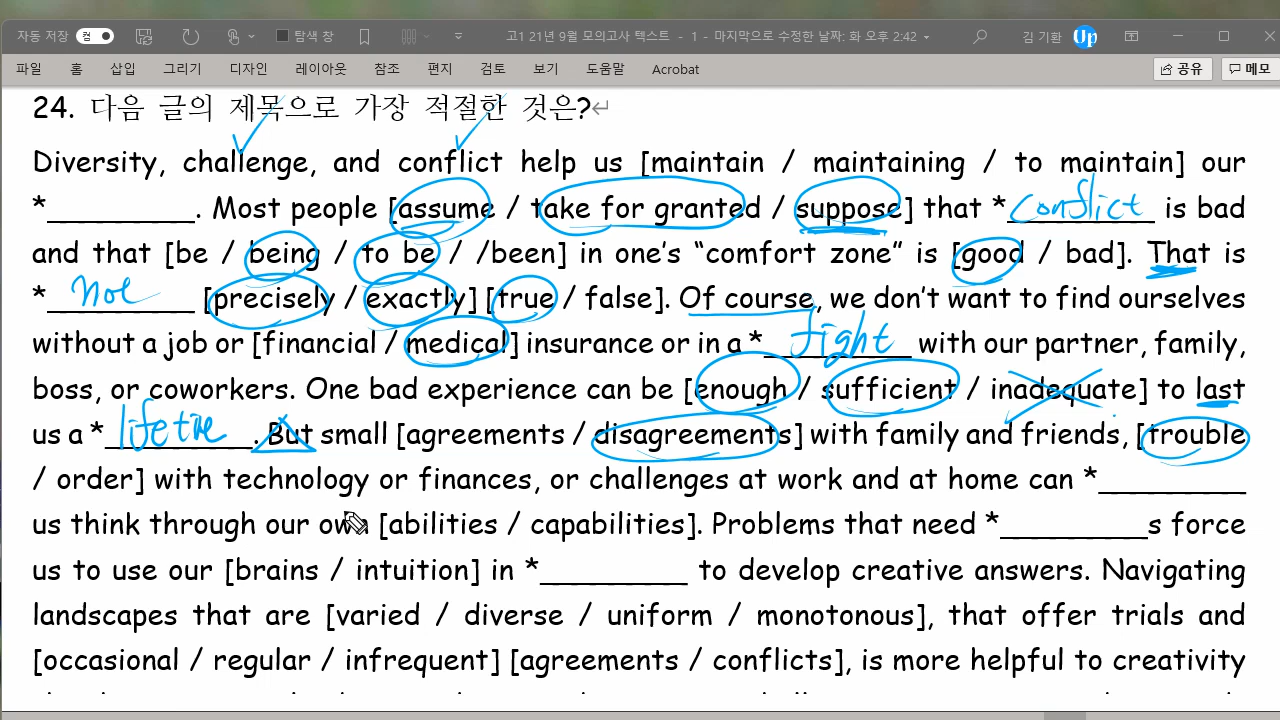 자동 저장 컴 탐색 창 고1 21년 9월 모의고사 텍스트 - 1 - 마지막으로 수정한 날짜: 화 오후 2:42 김 기환 Up
파일 홈 삽입 그리기 디자인 레이아웃 참조 편지 검토 보기 도움말 Acrobat 공유 메모
24. 다음 글의 제목으로 가장 적절한 것은?
Diversity, challenge, and conflict help us [maintain / maintaining / to maintain] our
*_________. Most people [assume / take for granted / suppose] that * conflict is bad
and that [be / being / to be / /been] in one's "comfort zone" is [good / bad]. That is
* not [precisely / exactly] [true / false]. Of course, we don't want to find ourselves
without a job or [financial / medical] insurance or in a * fight with our partner, family,
boss, or coworkers. One bad experience can be [enough / sufficient / inadequate] to last
us a *_________. But small [agreements / disagreements] with family and friends, [trouble
/ order] with technology or finances, or challenges at work and at home can *_________
us think through our own [abilities / capabilities]. Problems that need *_________s force
us to use our [brains / intuition] in *_________ to develop creative answers. Navigating
landscapes that are [varied / diverse / uniform / monotonous], that offer trials and
[occasional / regular / infrequent] [agreements / conflicts], is more helpful to creativity